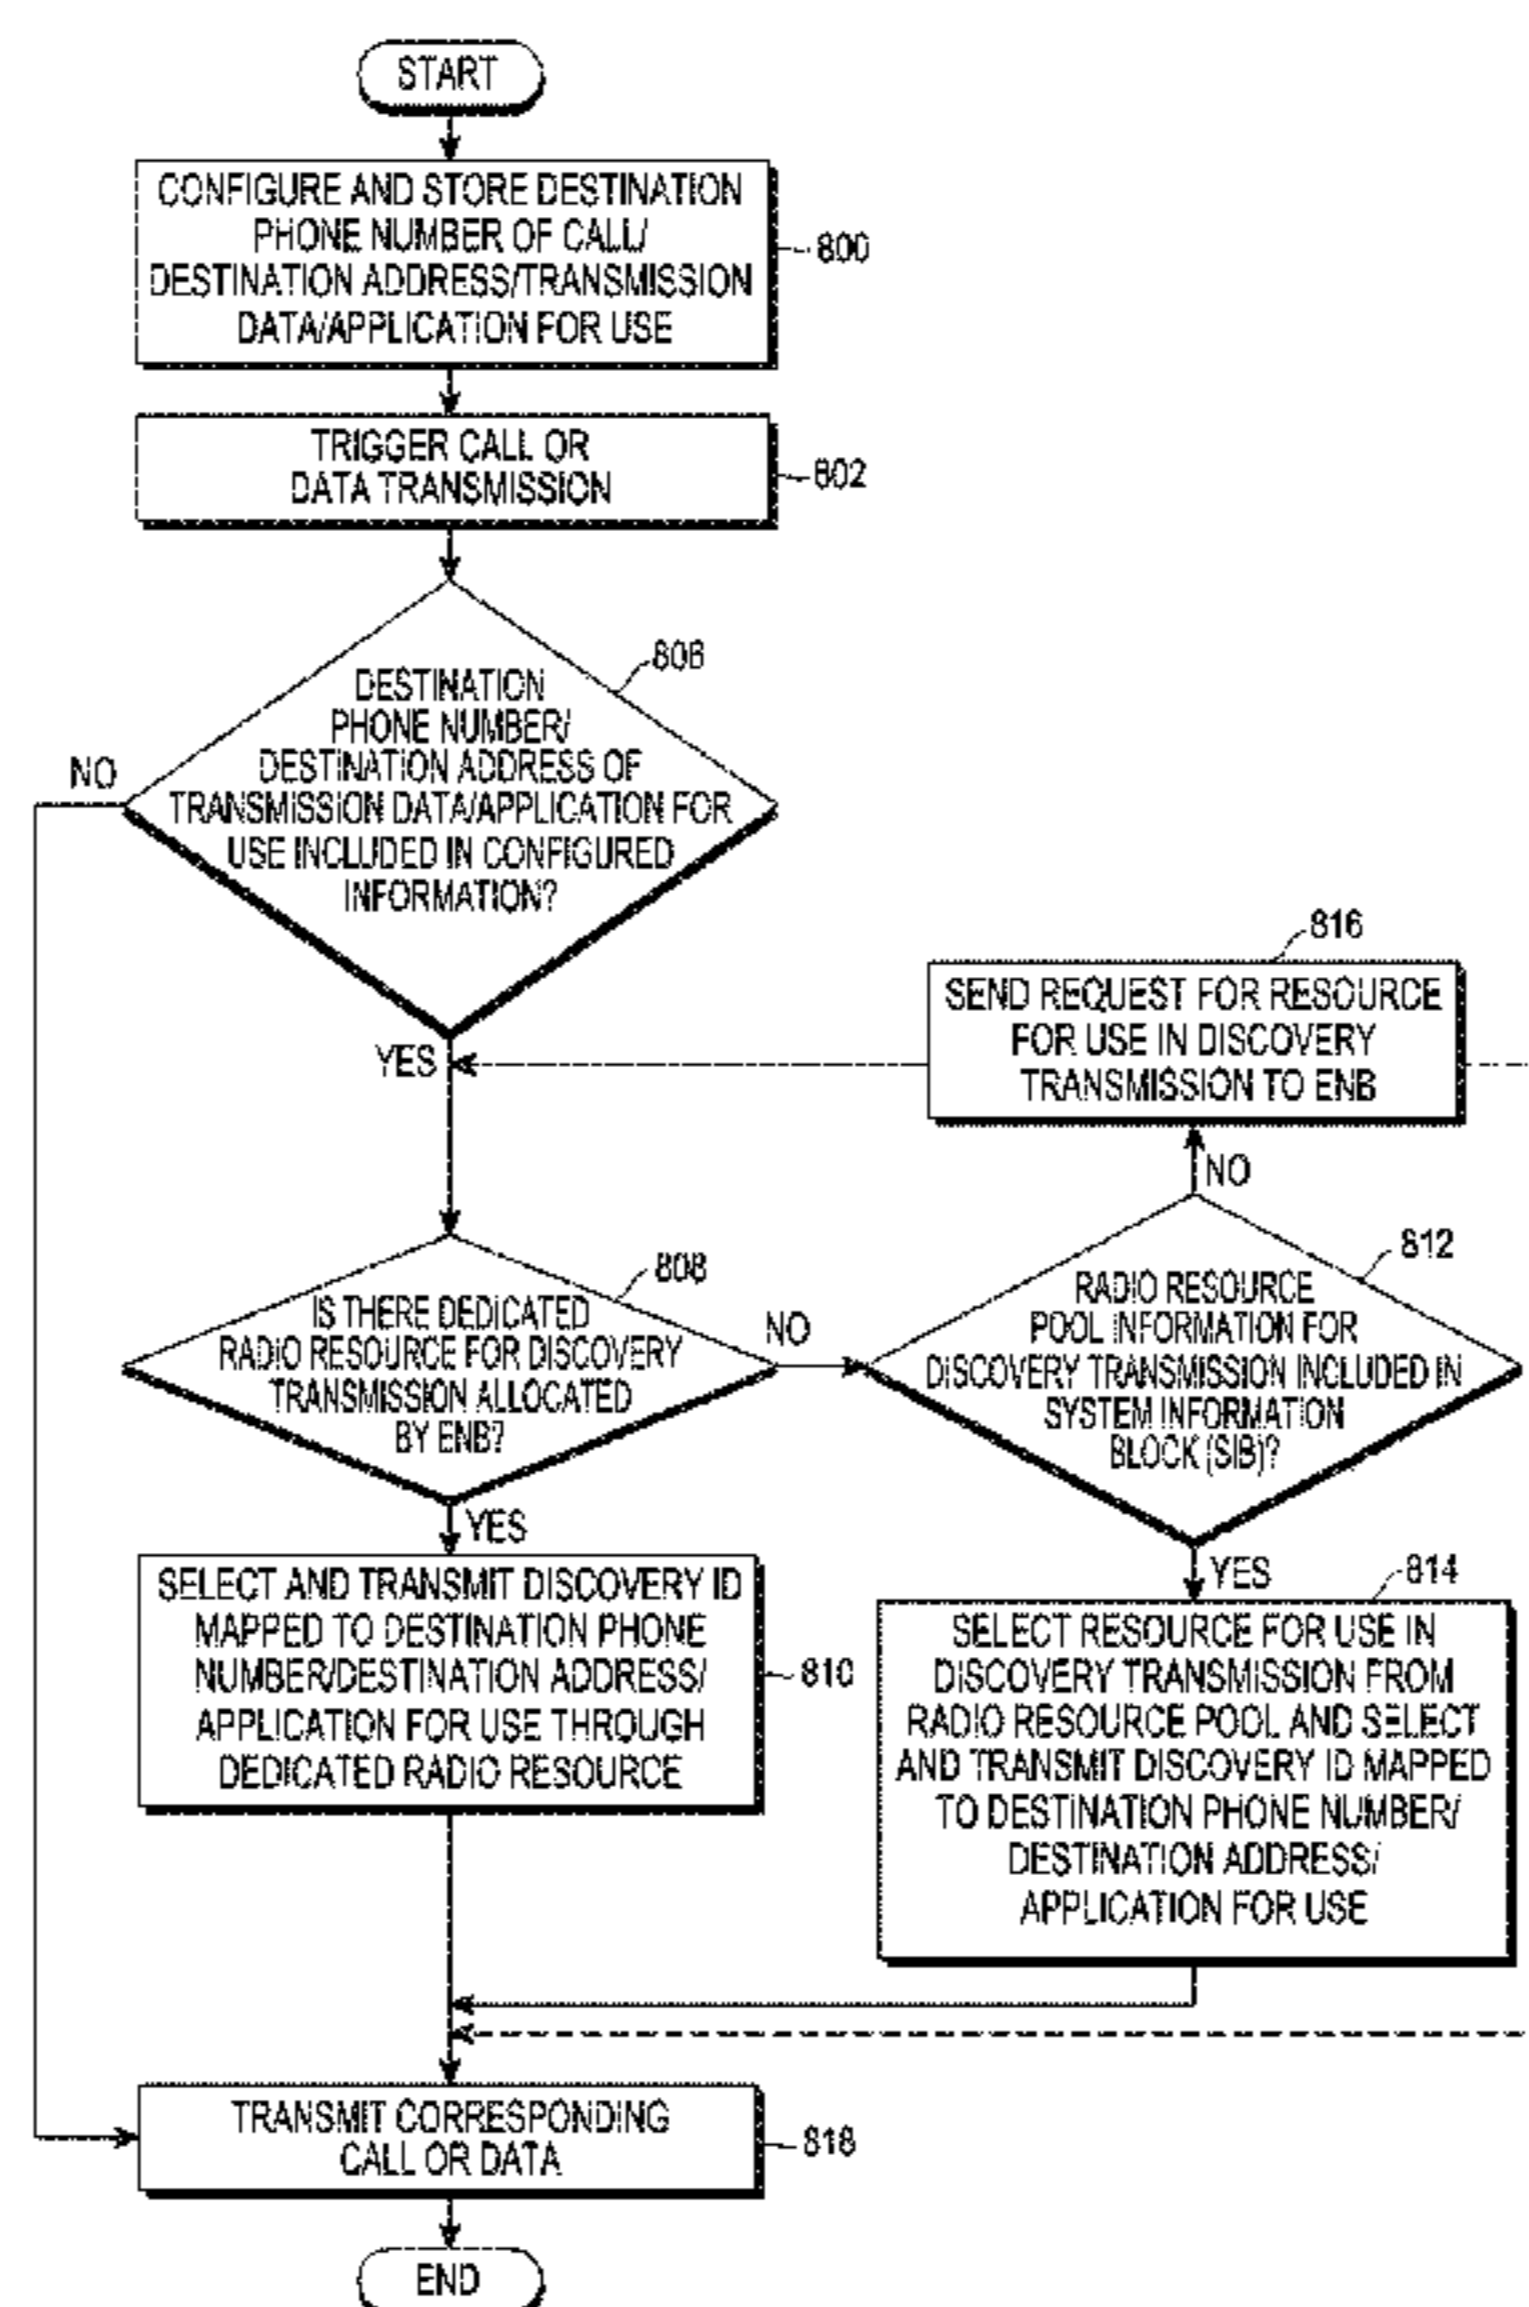 START
CONFIGURE AND STORE DESTINATION
PHONE NUMBER OF CALL/
DESTINATION ADDRESS/TRANSMISSION
DATA/APPLICATION FOR USE
800
TRIGGER CALL OR
DATA TRANSMISSION
802
806
DESTINATION
PHONE NUMBER/
DESTINATION ADDRESS OF
TRANSMISSION DATA/APPLICATION FOR
USE INCLUDED IN CONFIGURED
INFORMATION?
NO
YES
816
SEND REQUEST FOR RESOURCE
FOR USE IN DISCOVERY
TRANSMISSION TO ENB
NO
808
IS THERE DEDICATED
RADIO RESOURCE FOR DISCOVERY
TRANSMISSION ALLOCATED
BY ENB?
NO
YES
812
RADIO RESOURCE
POOL INFORMATION FOR
DISCOVERY TRANSMISSION INCLUDED IN
SYSTEM INFORMATION
BLOCK (SIB)?
YES
SELECT AND TRANSMIT DISCOVERY ID
MAPPED TO DESTINATION PHONE
NUMBER/DESTINATION ADDRESS/
APPLICATION FOR USE THROUGH
DEDICATED RADIO RESOURCE
810
814
SELECT RESOURCE FOR USE IN
DISCOVERY TRANSMISSION FROM
RADIO RESOURCE POOL AND SELECT
AND TRANSMIT DISCOVERY ID MAPPED
TO DESTINATION PHONE NUMBER/
DESTINATION ADDRESS/
APPLICATION FOR USE
TRANSMIT CORRESPONDING
CALL OR DATA
818
END